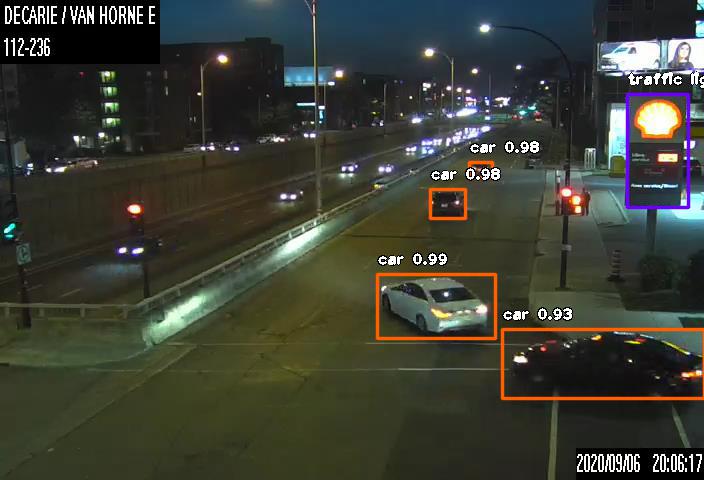 DECARIE / VAN HORNE E
112-236
traffic lig
car 0.98
car 0.98
car 0.99
car 0.93
2020/09/06 20:06:17